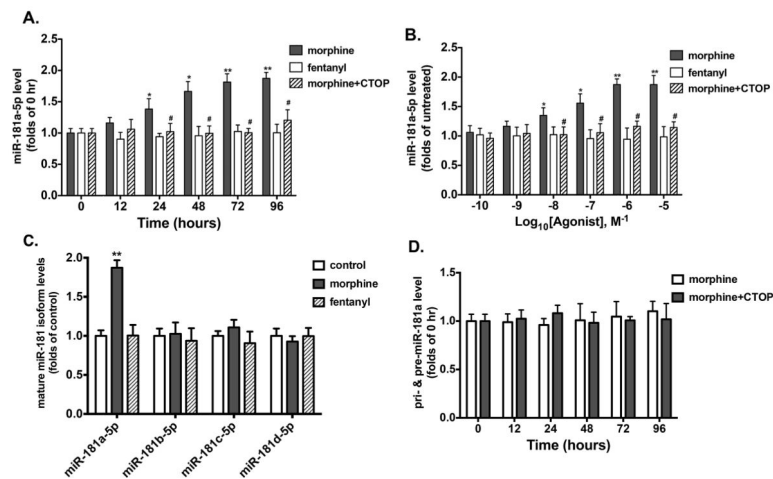 A.
miR-181a-5p level
(folds of 0 hr)
2.5
2.0
1.5
1.0
0.5
0.0
* * ** **
# # # #
0 12 24 48 72 96
Time (hours)
morphine
fentanyl
morphine+CTOP
B.
miR-181a-5p level
(folds of untreated)
2.5
2.0
1.5
1.0
0.5
0.0
* * ** **
# # # #
-10 -9 -8 -7 -6 -5
Log10[Agonist], M-1
morphine
fentanyl
morphine+CTOP
C.
mature miR-181 isoform levels
(folds of control)
2.0
1.5
1.0
0.5
0.0
**
miR-181a-5p miR-181b-5p miR-181c-5p miR-181d-5p
control
morphine
fentanyl
D.
pri- & pre-miR-181a level
(folds of 0 hr)
1.5
1.0
0.5
0.0
0 12 24 48 72 96
Time (hours)
morphine
morphine+CTOP